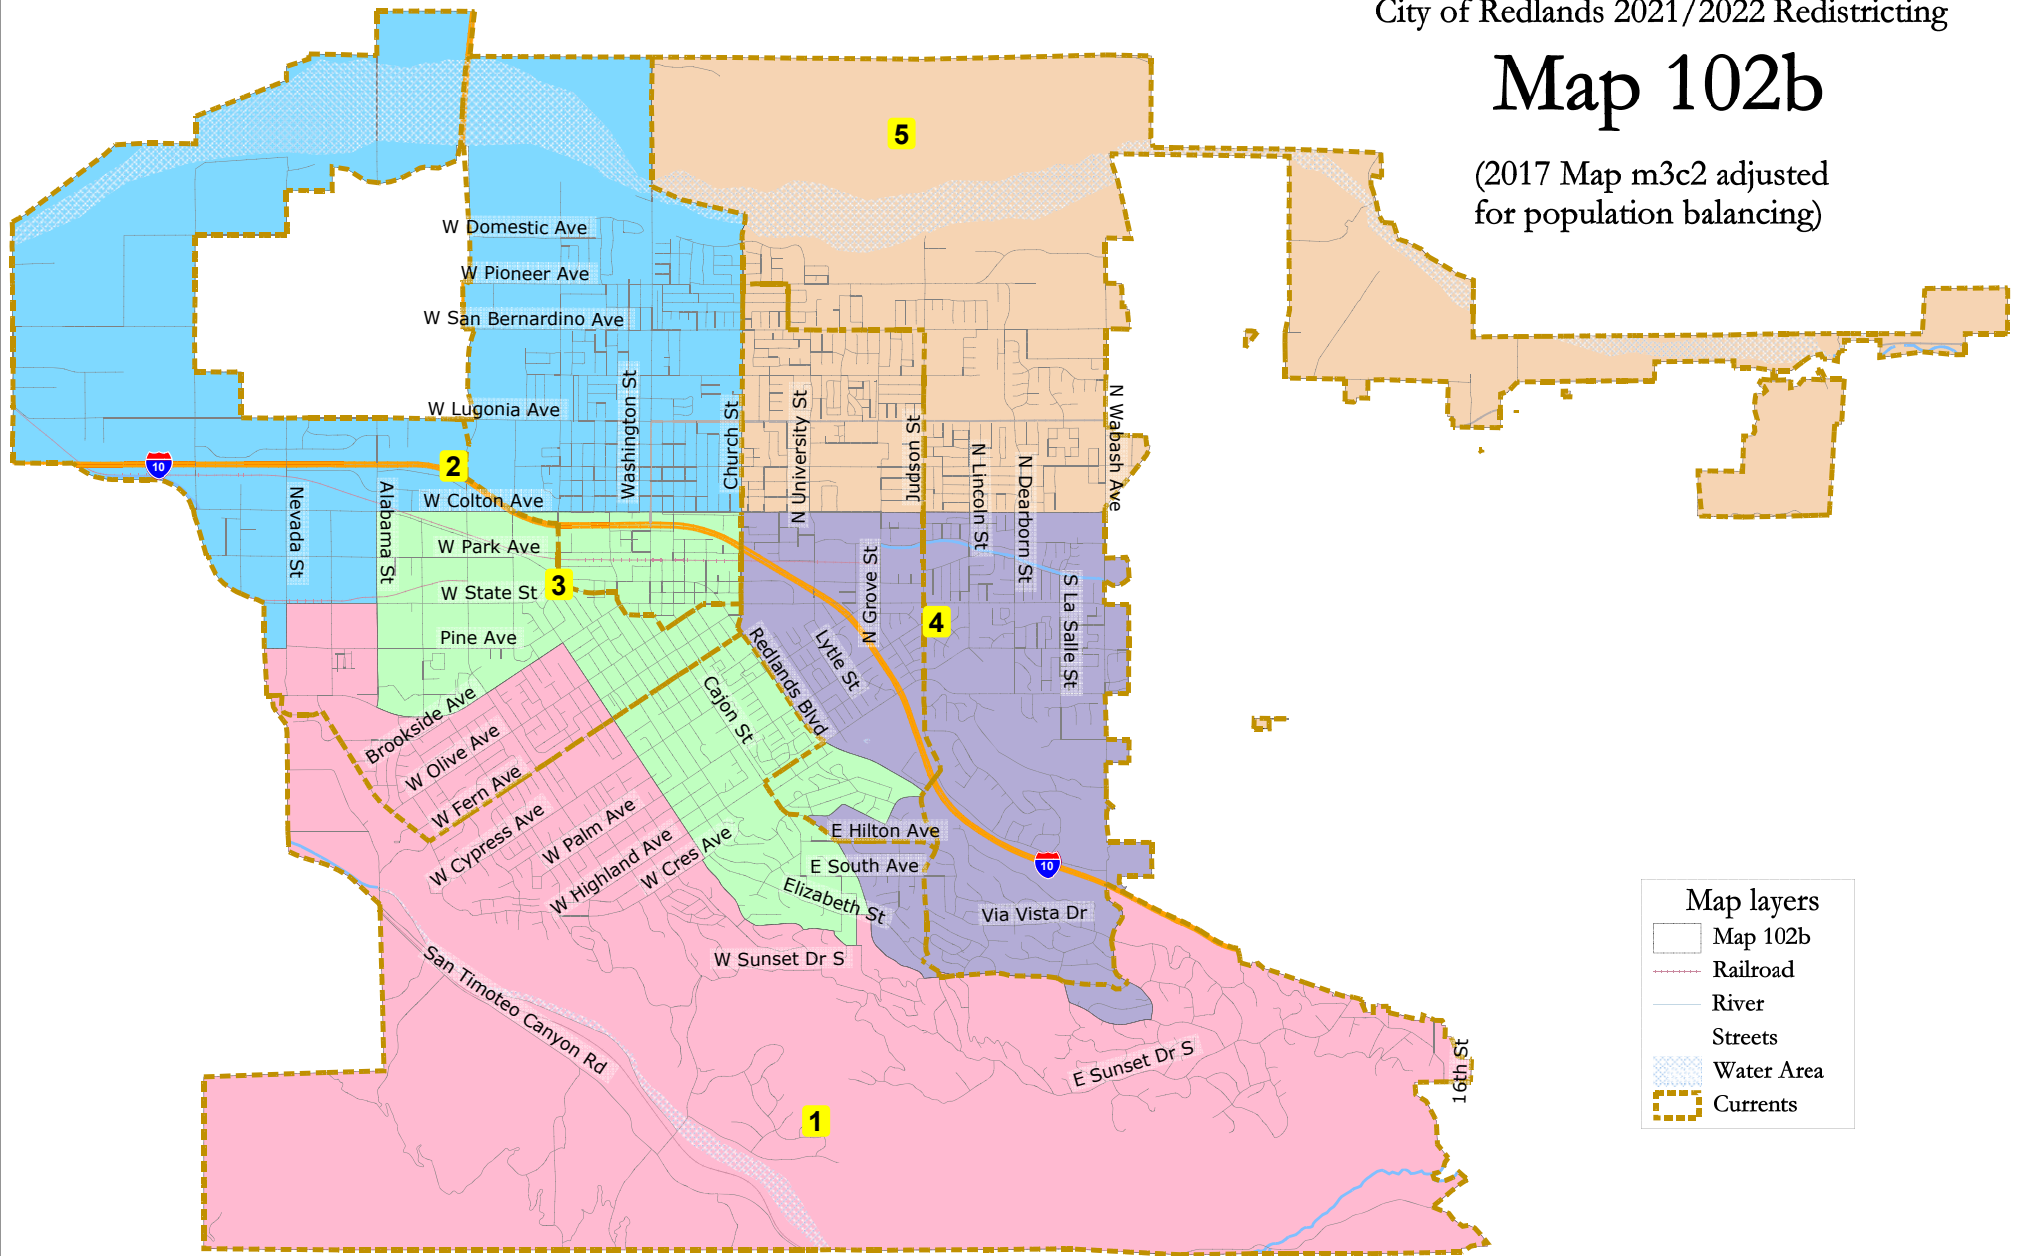 City of Redlands 2021/2022 Redistricting
Map 102b
(2017 Map m3c2 adjusted
for population balancing)
5
W Domestic Ave
W Pioneer Ave
W San Bernardino Ave
W Lugonia Ave
Washington St
Church St
N University St
Judson St
N Lincoln St
N Dearborn St
N Wabash Ave
10
2
W Colton Ave
Nevada St
Alabama St
W Park Ave
3
W State St
Pine Ave
N Grove St
4
S La Salle St
Redlands Blvd
Lytle St
Cajon St
Brookside Ave
W Olive Ave
W Fern Ave
W Cypress Ave
W Palm Ave
W Highland Ave
W Cres Ave
E Hilton Ave
E South Ave
10
Elizabeth St
Via Vista Dr
W Sunset Dr S
San Timoteo Canyon Rd
E Sunset Dr S
16th St
1
Map layers
Map 102b
Railroad
River
Streets
Water Area
Currents